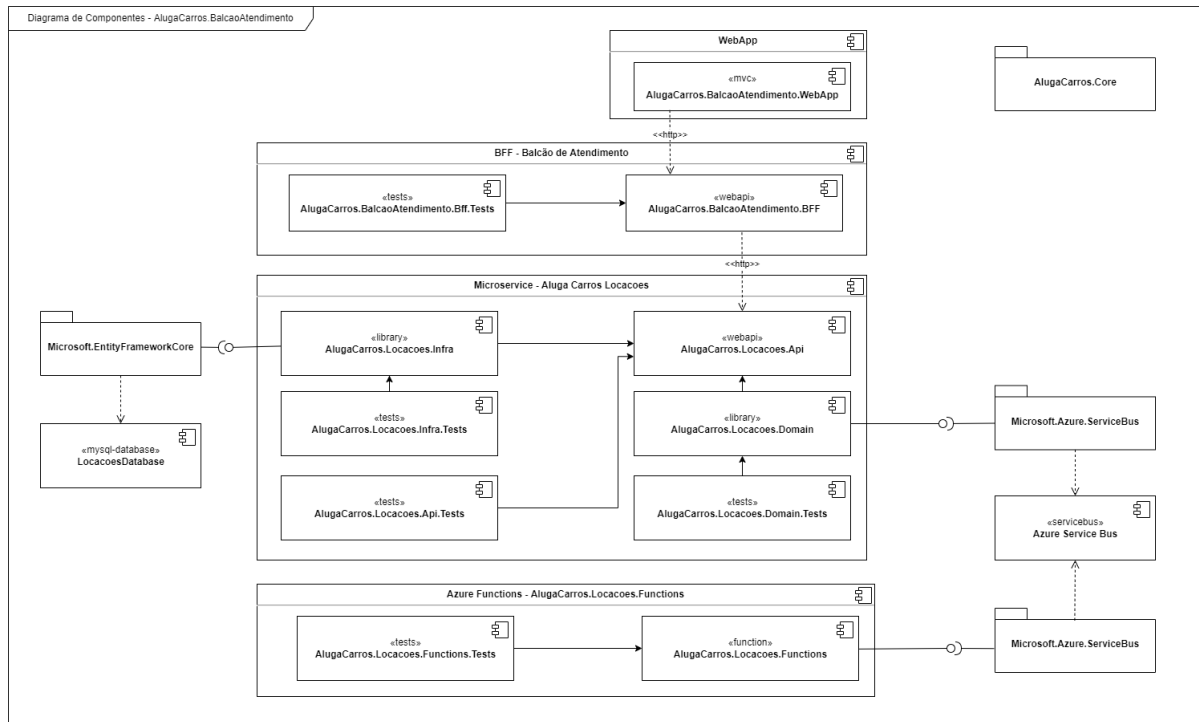 Diagrama de Componentes - AlugaCarros.BalcaoAtendimento
WebApp
«mvc»
AlugaCarros.BalcaoAtendimento.WebApp
AlugaCarros.Core
<<http>>
BFF - Balcão de Atendimento
«tests»
AlugaCarros.BalcaoAtendimento.Bff.Tests
«webapi»
AlugaCarros.BalcaoAtendimento.BFF
<<http>>
Microservice - Aluga Carros Locacoes
Microsoft.EntityFrameworkCore
«library»
AlugaCarros.Locacoes.Infra
«webapi»
AlugaCarros.Locacoes.Api
«mysql-database»
LocacoesDatabase
«tests»
AlugaCarros.Locacoes.Infra.Tests
«library»
AlugaCarros.Locacoes.Domain
Microsoft.Azure.ServiceBus
«tests»
AlugaCarros.Locacoes.Api.Tests
«tests»
AlugaCarros.Locacoes.Domain.Tests
«servicebus»
Azure Service Bus
Azure Functions - AlugaCarros.Locacoes.Functions
«tests»
AlugaCarros.Locacoes.Functions.Tests
«function»
AlugaCarros.Locacoes.Functions
Microsoft.Azure.ServiceBus